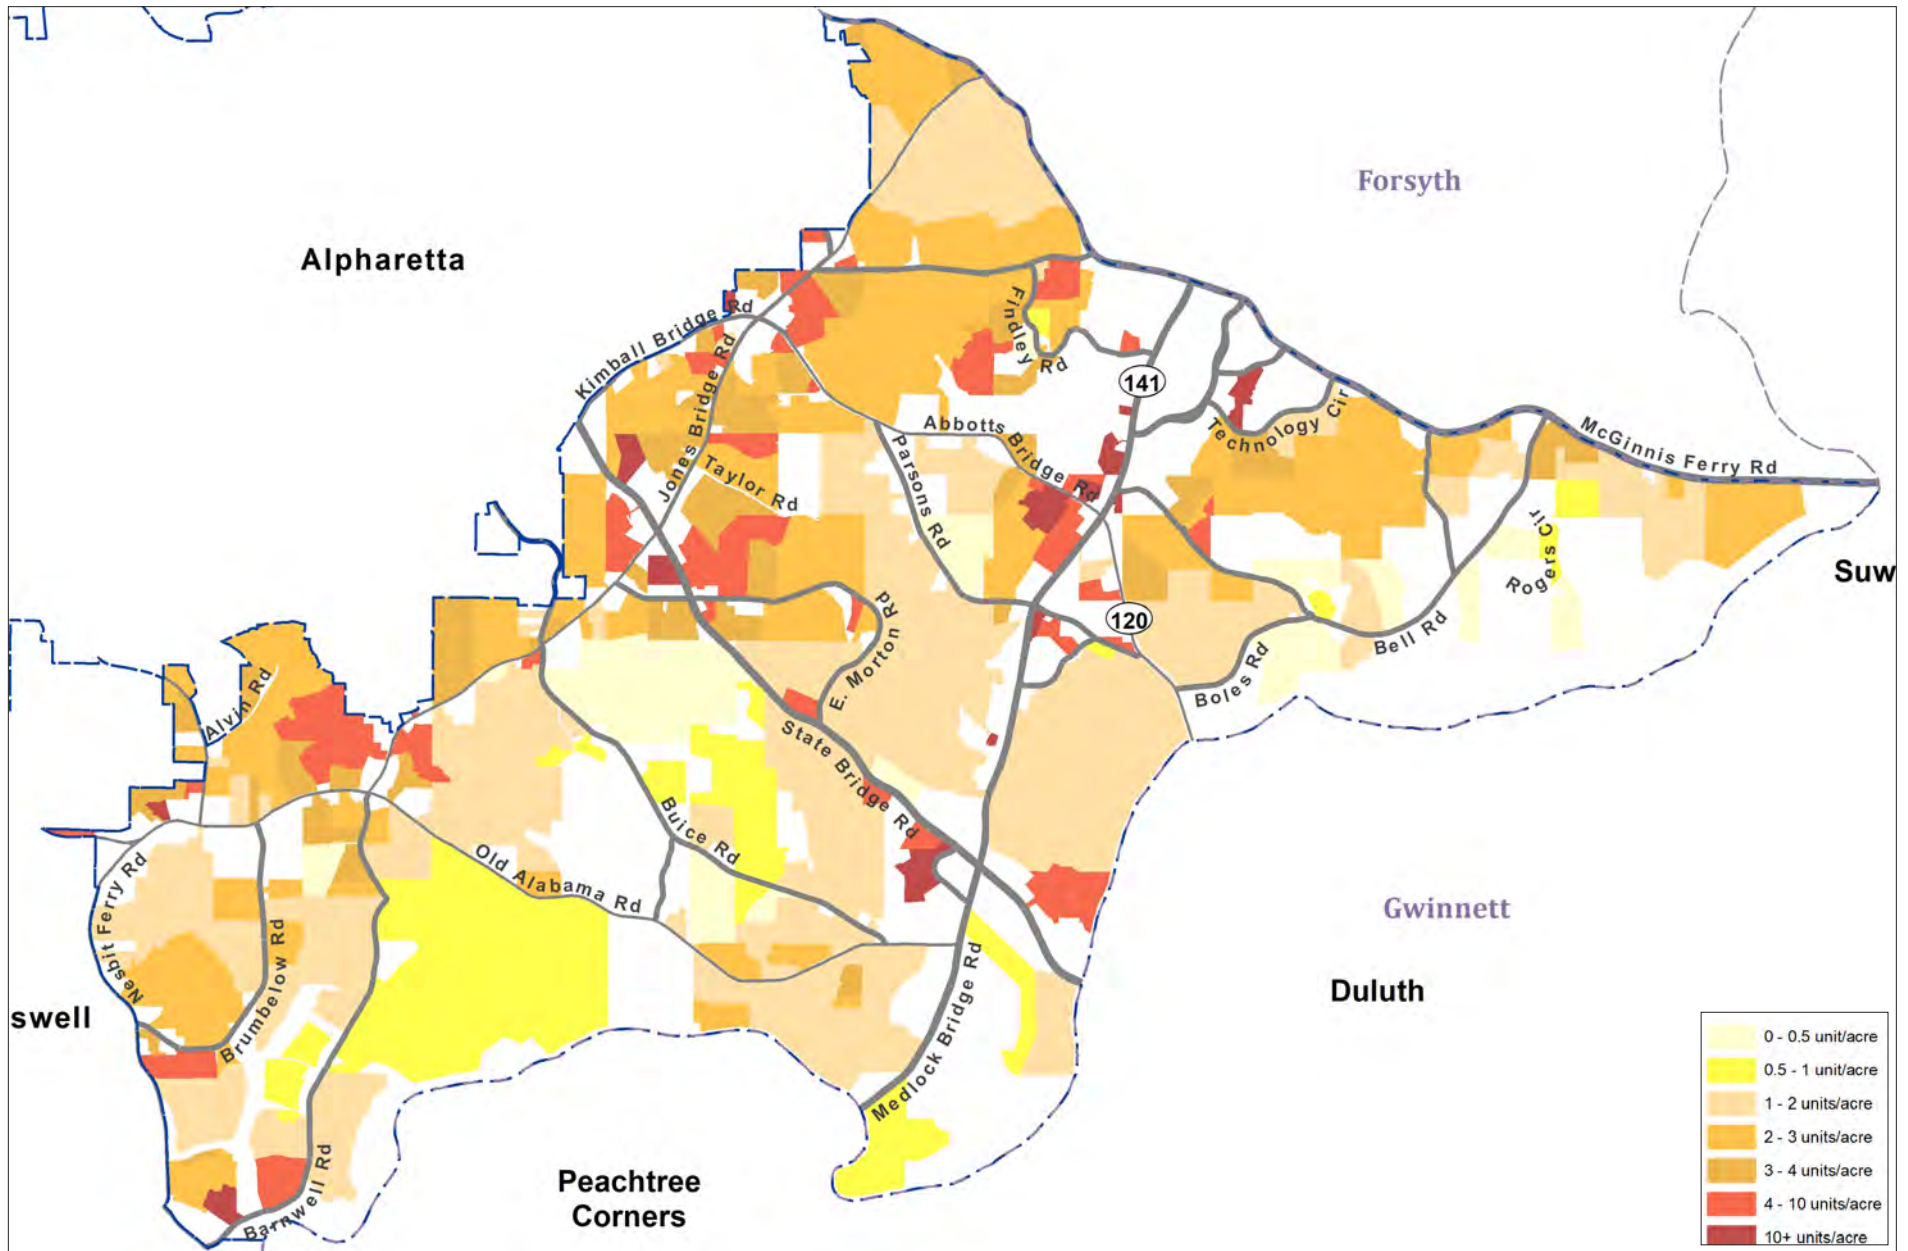 Forsyth
Alpharetta
Kimball Bridge Rd
Findley Rd
141
Jones Bridge Rd
Technology Cir
McGinnis Ferry Rd
Abbotts Bridge Rd
Parsons Rd
Taylor Rd
Rogers Cir
Suw
120
E. Morton Rd
Bell Rd
Boles Rd
Alvin Rd
State Bridge Rd
Buice Rd
Old Alabama Rd
Nesbit Ferry Rd
Gwinnett
Brumbelow Rd
Medlock Bridge Rd
Duluth
swell
Barnwell Rd
Peachtree
Corners
0 - 0.5 unit/acre
0.5 - 1 unit/acre
1 - 2 units/acre
2 - 3 units/acre
3 - 4 units/acre
4 - 10 units/acre
10+ units/acre